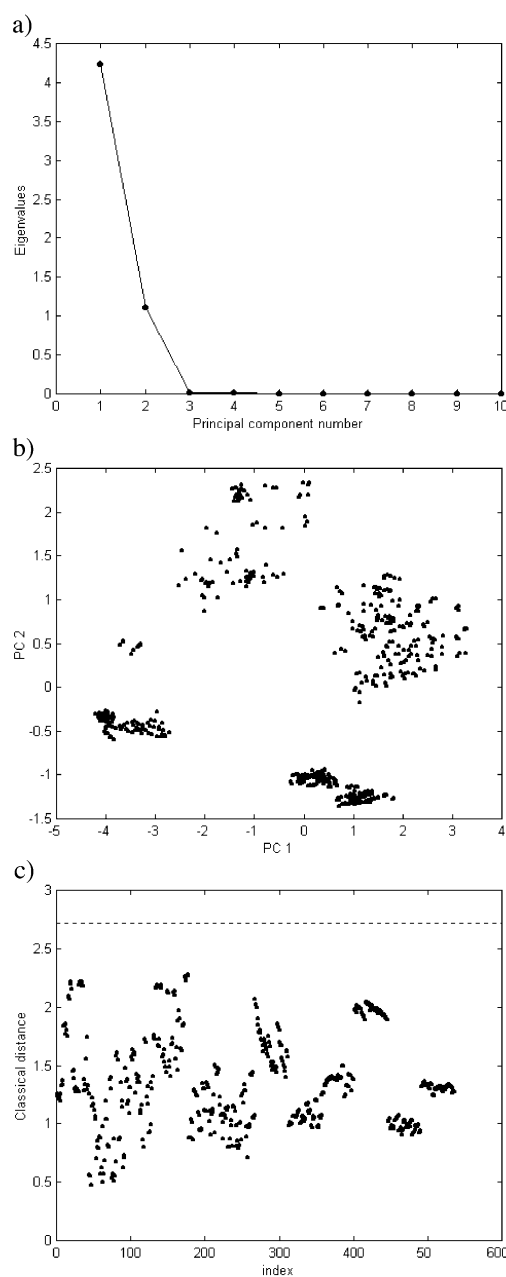 a)
4.5
4
3.5
3
2.5
2
1.5
1
0.5
0
Eigenvalues
0 1 2 3 4 5 6 7 8 9 10
Principal component number
b)
2.5
2
1.5
1
0.5
0
-0.5
-1
-1.5
PC 2
-5 -4 -3 -2 -1 0 1 2 3 4
PC 1
c)
3
2.5
2
1.5
1
0.5
0
Classical distance
0 100 200 300 400 50 600
index